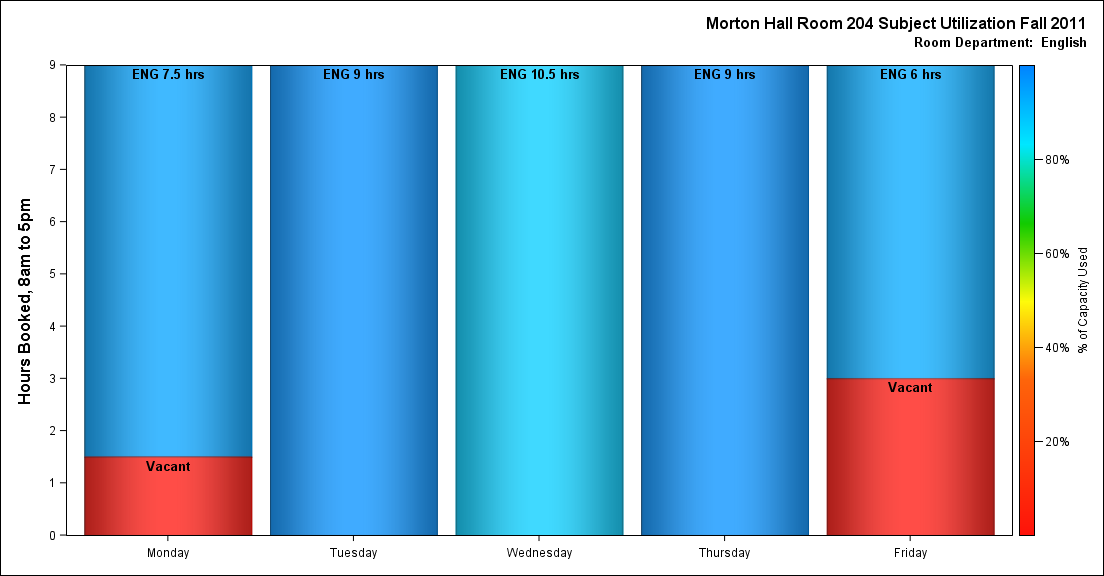 Morton Hall Room 204 Subject Utilization Fall 2011
Room Department:  English
Hours Booked, 8am to 5pm
9
8
7
6
5
4
3
2
1
0
ENG 7.5 hrs
ENG 9 hrs
ENG 10.5 hrs
ENG 9 hrs
ENG 6 hrs
Vacant
Vacant
Monday
Tuesday
Wednesday
Thursday
Friday
80%
60%
40%
20%
% of Capacity Used